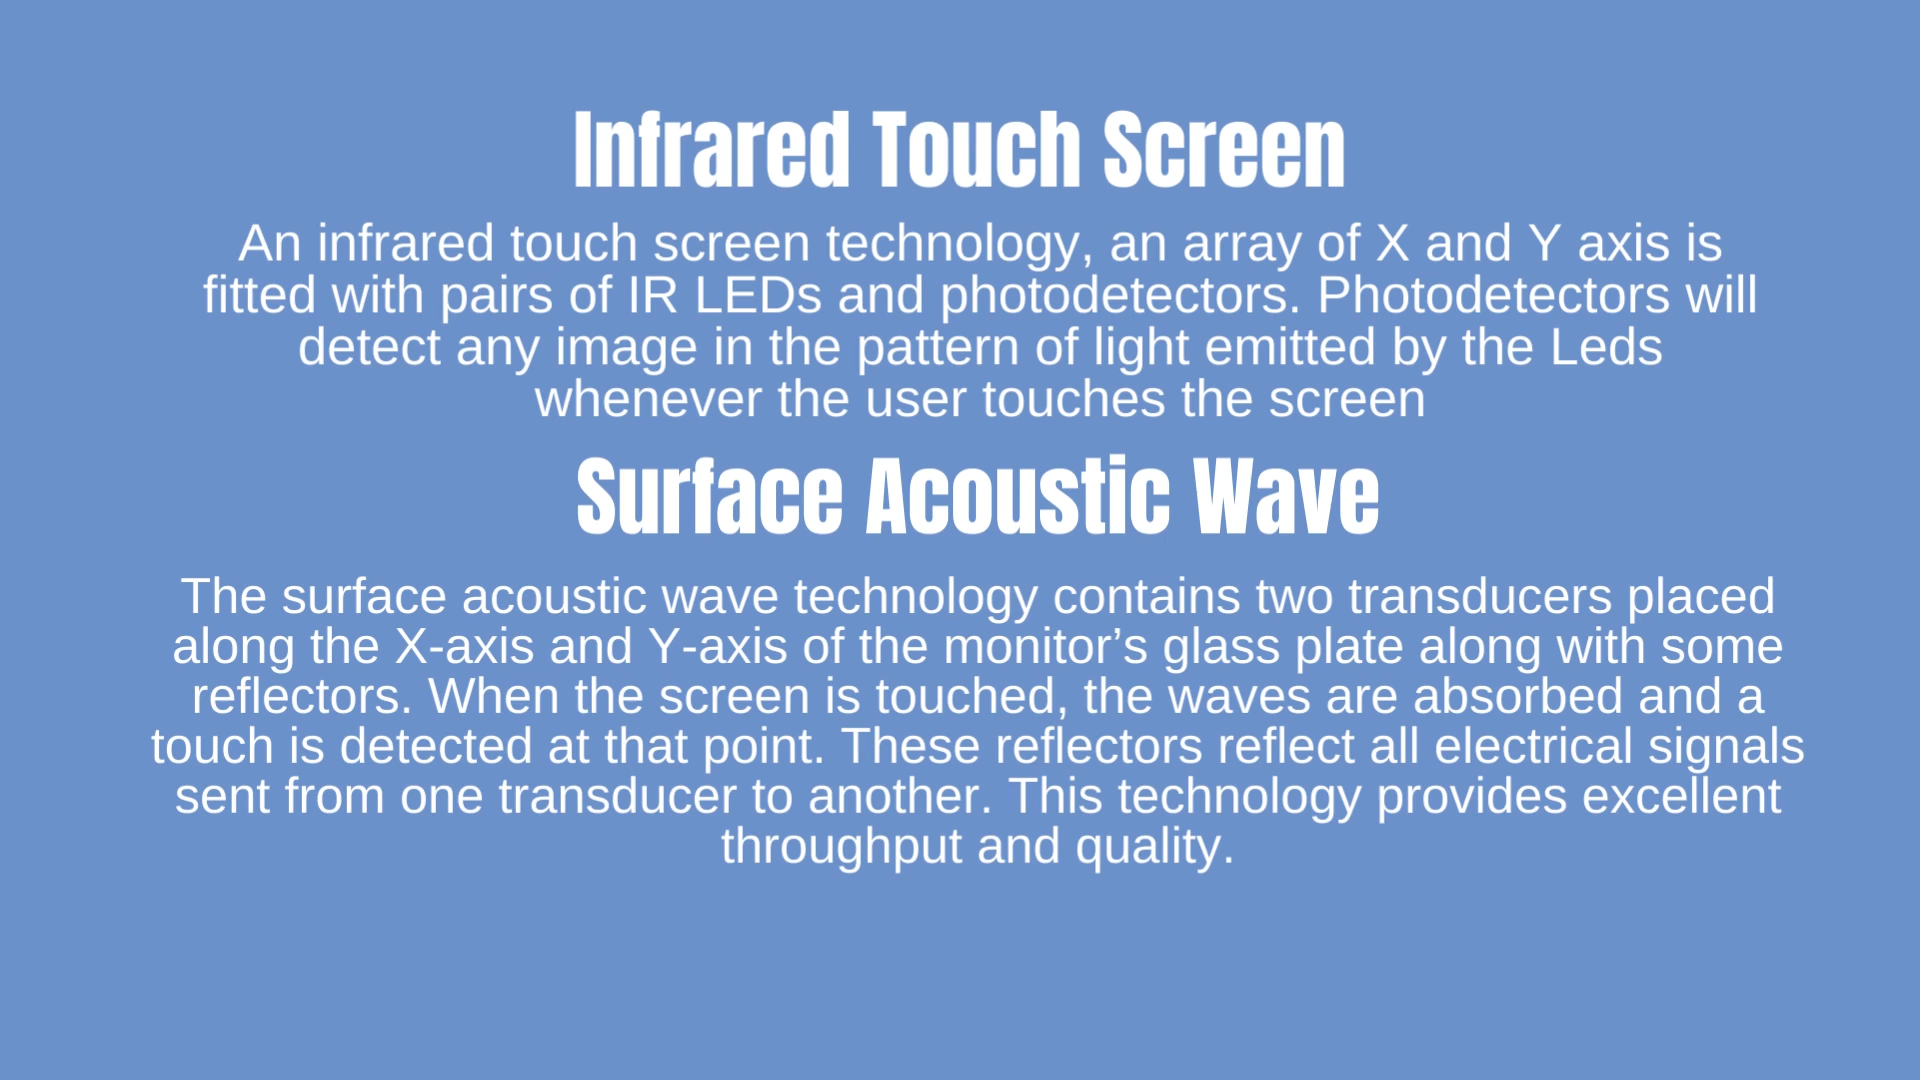 Infrared Touch Screen
An infrared touch screen technology, an array of X and Y axis is
fitted with pairs of IR LEDs and photodetectors. Photodetectors will
detect any image in the pattern of light emitted by the Leds
whenever the user touches the screen
Surface Acoustic Wave
The surface acoustic wave technology contains two transducers placed
along the X-axis and Y-axis of the monitor’s glass plate along with some
reflectors. When the screen is touched, the waves are absorbed and a
touch is detected at that point. These reflectors reflect all electrical signals
sent from one transducer to another. This technology provides excellent
throughput and quality.